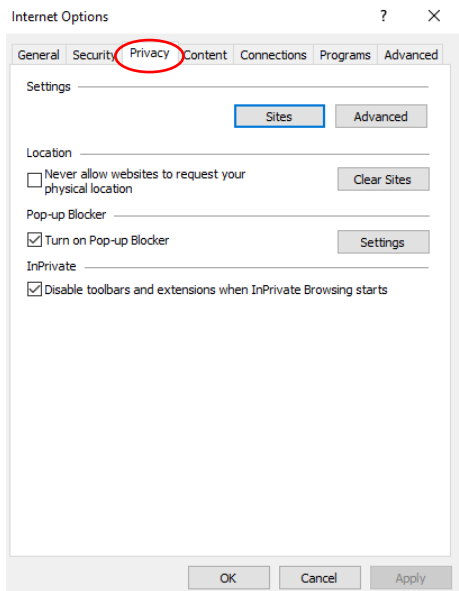 Internet Options ?
General Security Privacy Content Connections Programs Advanced
Settings
Sites Advanced
Location
Never allow websites to request your
physical location
Clear Sites
Pop-up Blocker
Turn on Pop-up Blocker Settings
InPrivate
Disable toolbars and extensions when InPrivate Browsing starts
OK Cancel Apply